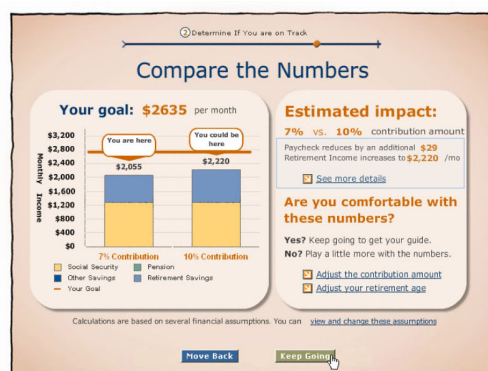 2 Determine If You are on Track
Compare the Numbers
Your goal: $2635 per month
$3,200
$2,800
$2,400
$2,000
$1,600
$1,200
$800
$400
$0
Monthly Income
You are here
You could be here
$2,055
$2,220
7% Contribution
10% Contribution
Social Security
Pension
Other Savings
Retirement Savings
Your Goal
Estimated impact:
7% vs. 10% contribution amount
Paycheck reduces by an additional $29
Retirement Income increases to $2,220 /mo
See more details
Are you comfortable with
these numbers?
Yes? Keep going to get your guide.
No? Play a little more with the numbers.
Adjust the contribution amount
Adjust your retirement age
Calculations are based on several financial assumptions. You can view and change these assumptions
Move Back
Keep Going